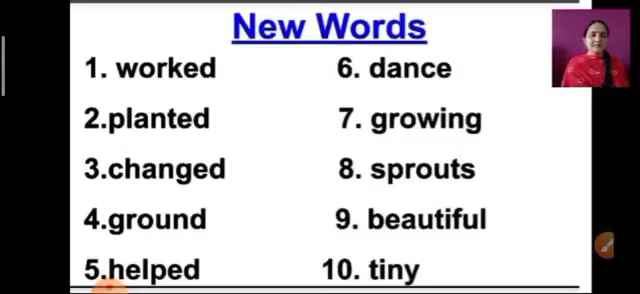 New Words
1. worked
2.planted
3.changed
4.ground
5.helped
6. dance
7. growing
8. sprouts
9. beautiful
10. tiny